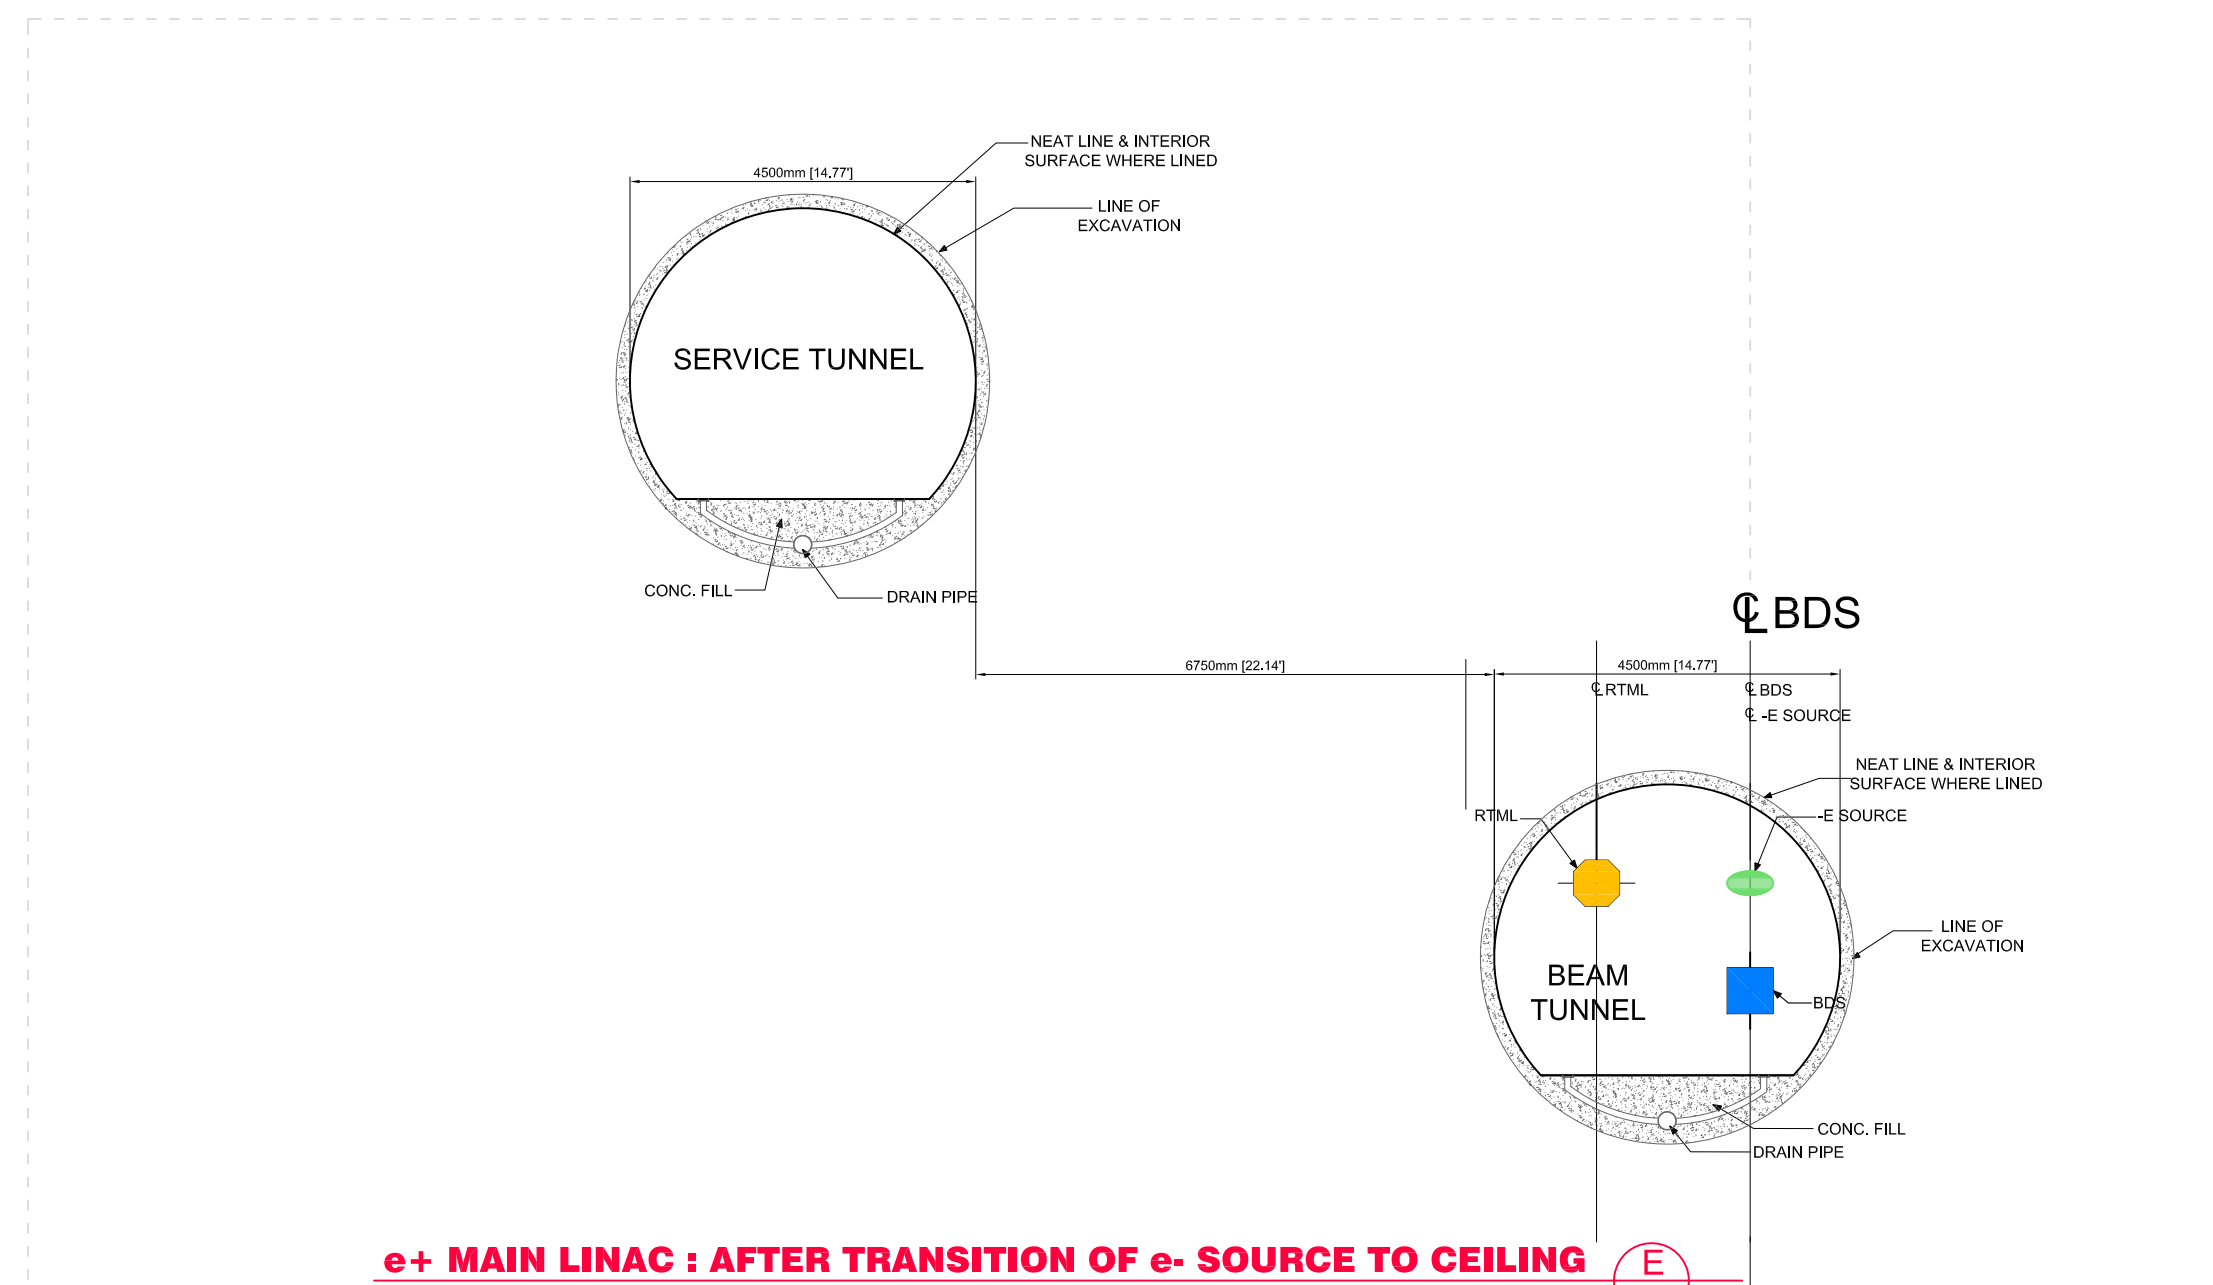 NEAT LINE & INTERIOR
SURFACE WHERE LINED
4500mm [14.77']
LINE OF
EXCAVATION
SERVICE TUNNEL
CONC. FILL
DRAIN PIPE
℄ BDS
6750mm [22.14']
4500mm [14.77']
℄ RTML
℄ BDS
℄ -E SOURCE
NEAT LINE & INTERIOR
SURFACE WHERE LINED
RTML
-E SOURCE
LINE OF
EXCAVATION
BEAM
TUNNEL
BDS
CONC. FILL
DRAIN PIPE
e+ MAIN LINAC : AFTER TRANSITION OF e- SOURCE TO CEILING
E